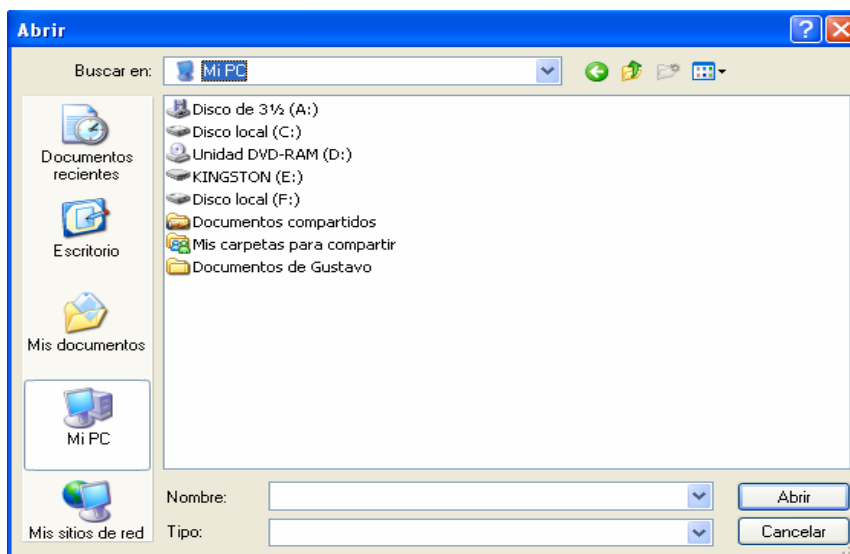 Abrir
Buscar en: Mi PC
Documentos
recientes
Escritorio
Mis documentos
Mi PC
Mis sitios de red
Disco de 3½ (A:)
Disco local (C:)
Unidad DVD-RAM (D:)
KINGSTON (E:)
Disco local (F:)
Documentos compartidos
Mis carpetas para compartir
Documentos de Gustavo
Nombre:
Abrir
Tipo:
Cancelar